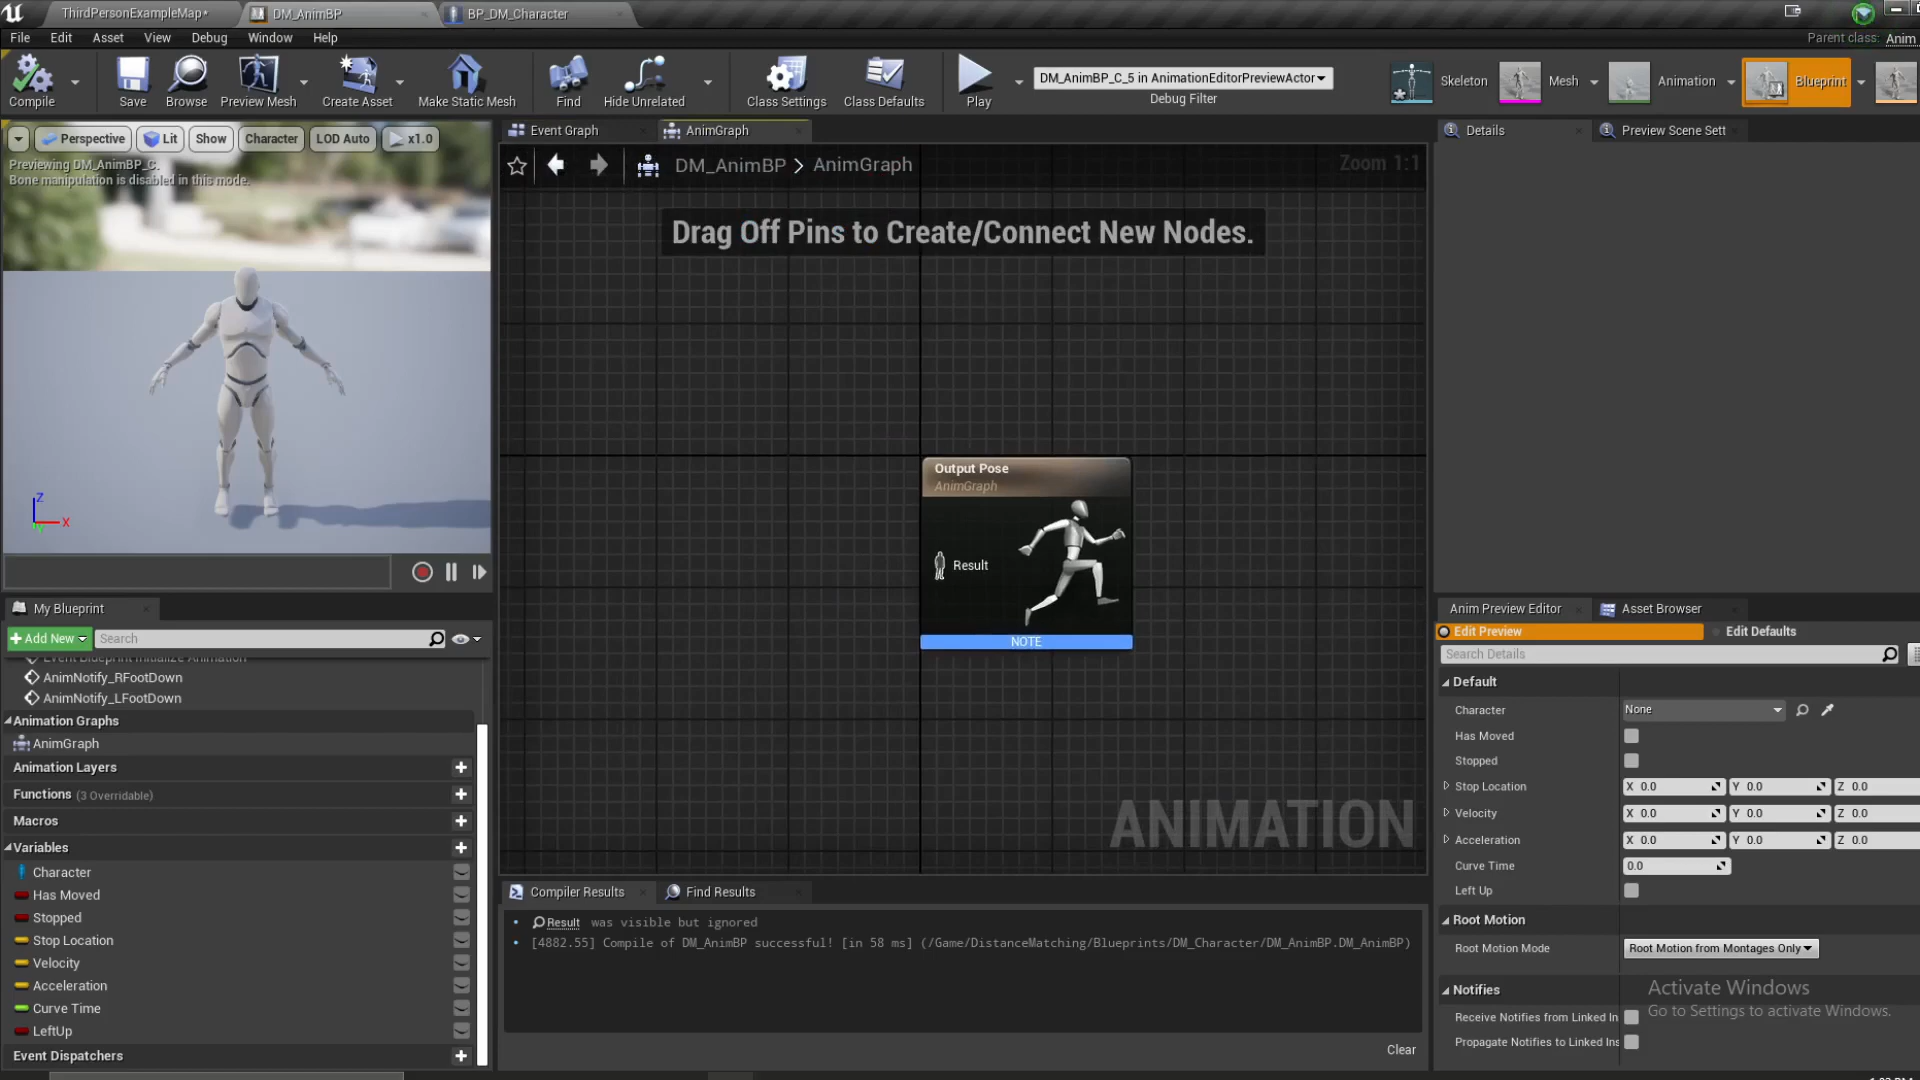 ThirdPersonExampleMap*
DM_AnimBP
BP_DM_Character
File Edit Asset View Debug Window Help
Parent class: Anim
Compile
Save
Browse
Preview Mesh
Create Asset
Make Static Mesh
Find
Hide Unrelated
Class Settings
Class Defaults
Play
DM_AnimBP_C_5 in AnimationEditorPreviewActor
Debug Filter
Skeleton
Mesh
Animation
Blueprint
Perspective
Lit
Show
Character
LOD Auto
x1.0
Previewing DM_AnimBP_C.
Bone manipulation is disabled in this mode.
Z
X
Event Graph
AnimGraph
DM_AnimBP > AnimGraph
Zoom 1:1
Drag Off Pins to Create/Connect New Nodes.
Output Pose
AnimGraph
Result
NOTE
ANIMATION
Details
Preview Scene Sett
My Blueprint
+ Add New
Search
Event Blueprint Initialize Animation
AnimNotify_RFootDown
AnimNotify_LFootDown
Animation Graphs
AnimGraph
Animation Layers
Functions (3 Overridable)
Macros
Variables
Character
Has Moved
Stopped
Stop Location
Velocity
Acceleration
Curve Time
LeftUp
Event Dispatchers
Compiler Results
Find Results
Result was visible but ignored
[4882.55] Compile of DM_AnimBP successful! [in 58 ms] (/Game/DistanceMatching/Blueprints/DM_Character/DM_AnimBP.DM_AnimBP)
Clear
Anim Preview Editor
Asset Browser
Edit Preview
Edit Defaults
Search Details
Default
Character None
Has Moved
Stopped
Stop Location X 0.0 Y 0.0 Z 0.0
Velocity X 0.0 Y 0.0 Z 0.0
Acceleration X 0.0 Y 0.0 Z 0.0
Curve Time 0.0
Left Up
Root Motion
Root Motion Mode Root Motion from Montages Only
Notifies
Receive Notifies from Linked In
Propagate Notifies to Linked Ins
Activate Windows
Go to Settings to activate Windows.